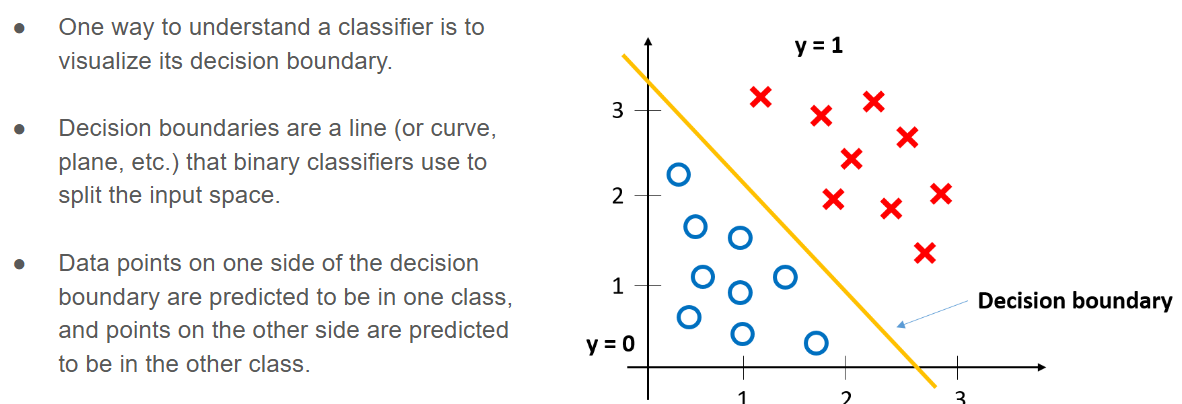 ● One way to understand a classifier is to
visualize its decision boundary.
● Decision boundaries are a line (or curve,
plane, etc.) that binary classifiers use to
split the input space.
● Data points on one side of the decision
boundary are predicted to be in one class,
and points on the other side are predicted
to be in the other class.
y = 1
3
2
1
Decision boundary
y = 0
1 2 3